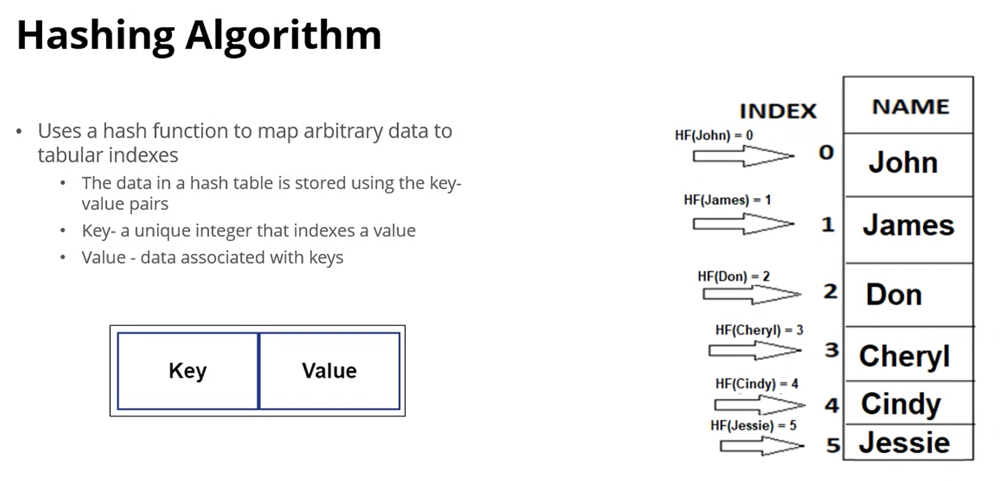 Hashing Algorithm
• Uses a hash function to map arbitrary data to
tabular indexes
• The data in a hash table is stored using the key-
value pairs
• Key- a unique integer that indexes a value
• Value - data associated with keys
Key Value
INDEX NAME
HF(John) = 0
0 John
HF(James) = 1
1 James
HF(Don) = 2
2 Don
HF(Cheryl) = 3
3 Cheryl
HF(Cindy) = 4
4 Cindy
HF(Jessie) = 5
5 Jessie